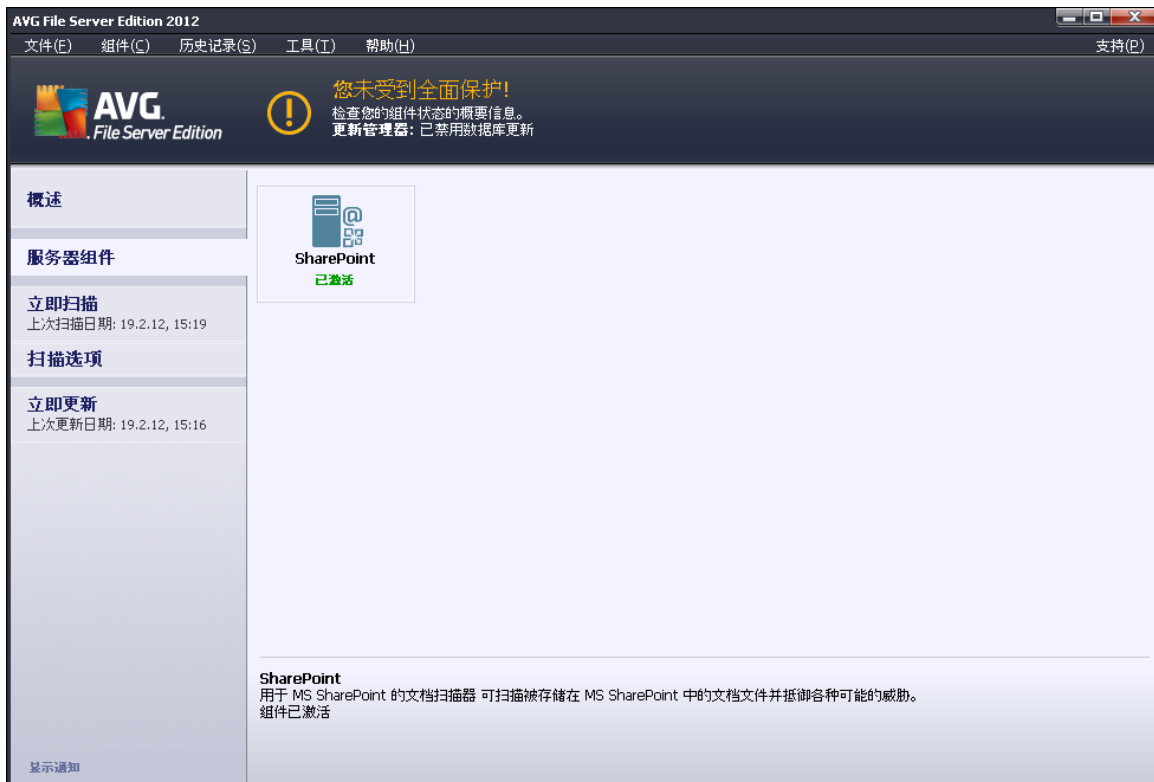 AVG File Server Edition 2012
文件(F) 组件(C) 历史记录(S) 工具(T) 帮助(H) 支持(P)
AVG.
File Server Edition
您未受到全面保护!
检查您的组件状态的概要信息。
更新管理器: 已禁用数据库更新
概述
服务器组件
立即扫描
上次扫描日期: 19.2.12, 15:19
扫描选项
立即更新
上次更新日期: 19.2.12, 15:16
SharePoint
已激活
SharePoint
用于 MS SharePoint 的文档扫描器 可扫描被存储在 MS SharePoint 中的文档文件并抵御各种可能的威胁。
组件已激活
显示通知